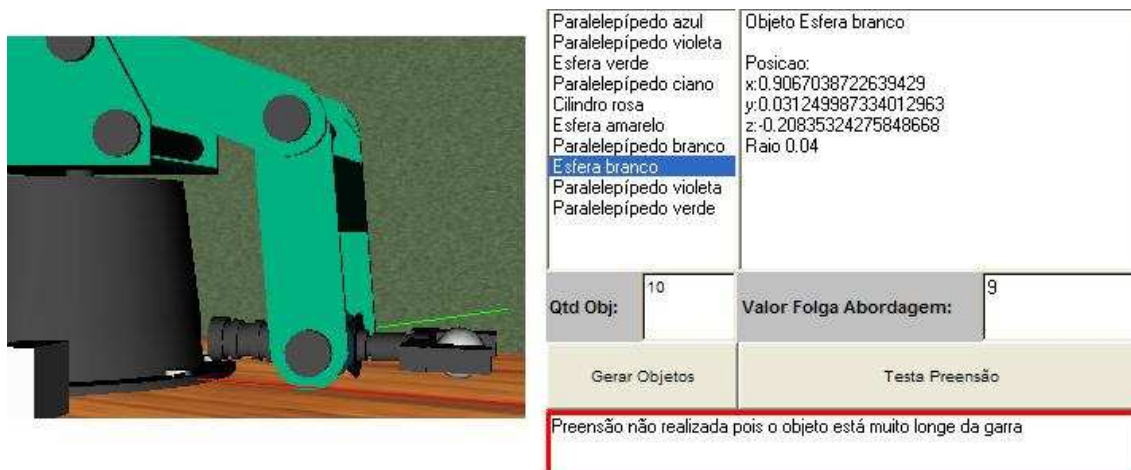 Paralelepípedo azul
Paralelepípedo violeta
Esfera verde
Paralelepípedo ciano
Cilindro rosa
Esfera amarelo
Paralelepípedo branco
Esfera branco
Paralelepípedo violeta
Paralelepípedo verde
Objeto Esfera branco
Posicao:
x:0.9067038722639429
y:0.031249987334012963
z:-0.20835324275848668
Raio 0.04
Qtd Obj:
10
Valor Folga Abordagem:
9
Gerar Objetos
Testa Preensão
Preensão não realizada pois o objeto está muito longe da garra